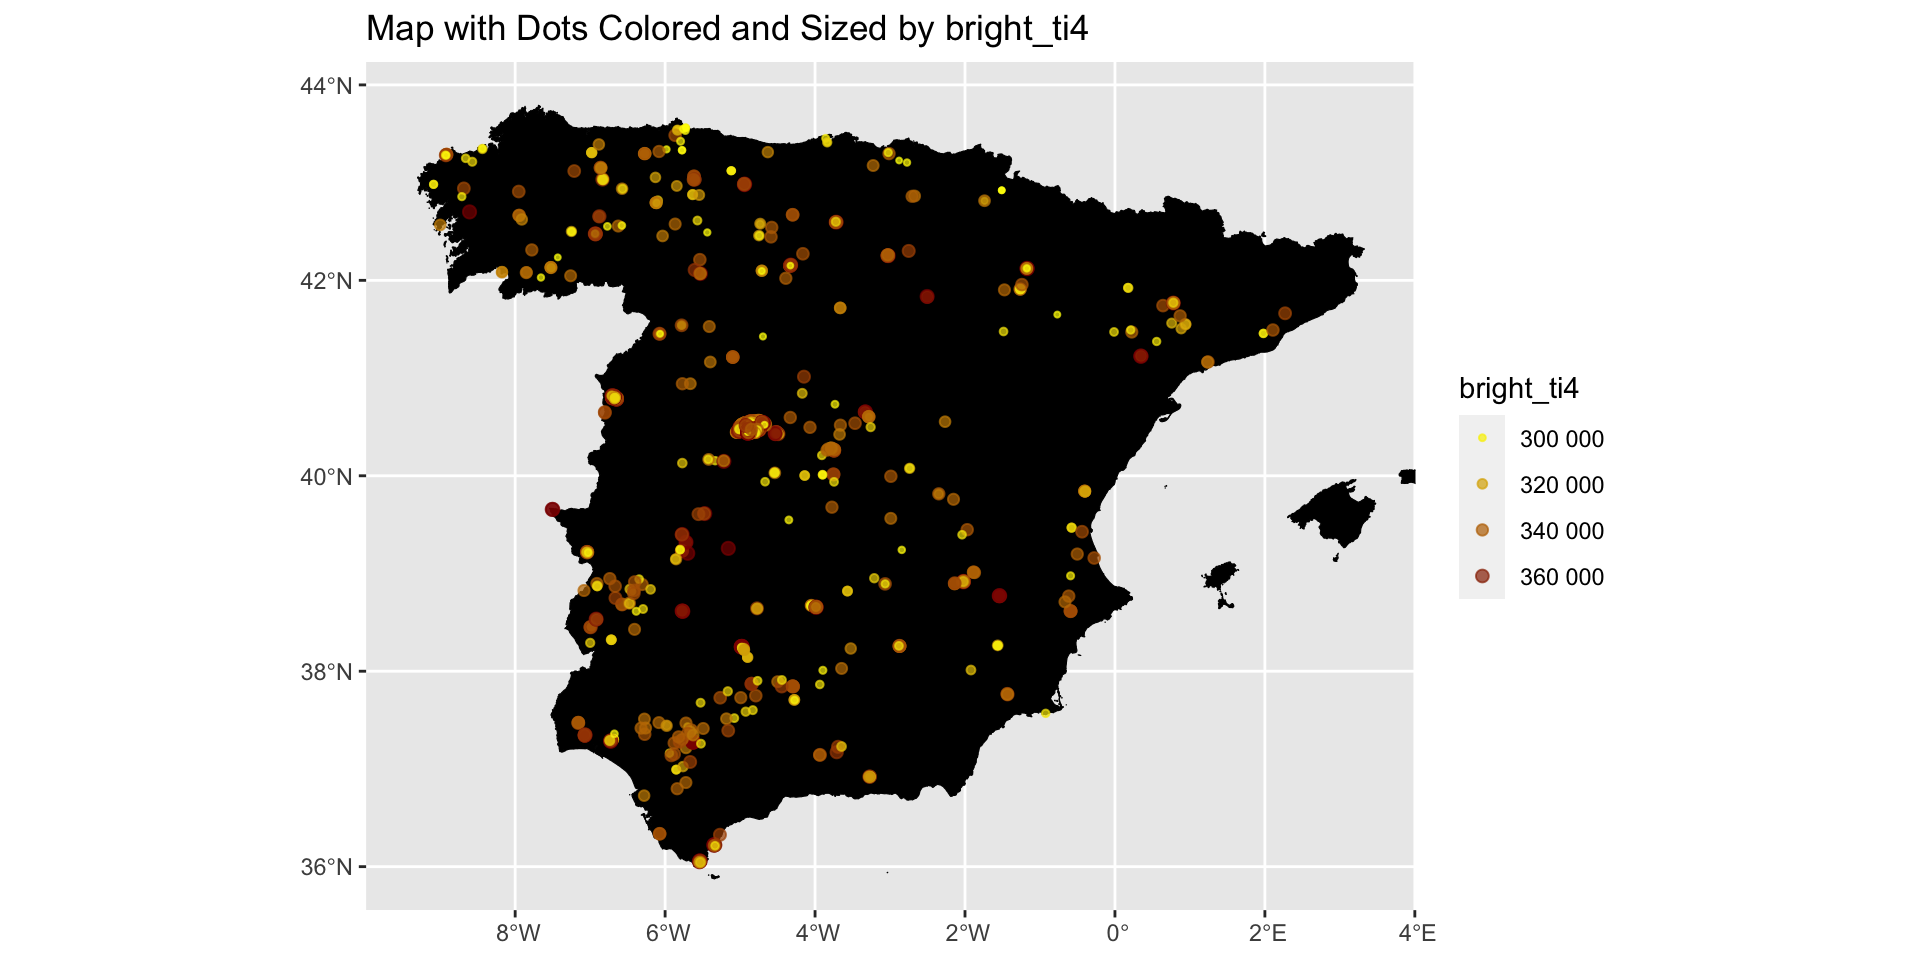 Map with Dots Colored and Sized by bright_ti4
44°N
42°N
40°N
38°N
36°N
8°W 6°W 4°W 2°W 0° 2°E 4°E
bright_ti4
300 000
320 000
340 000
360 000